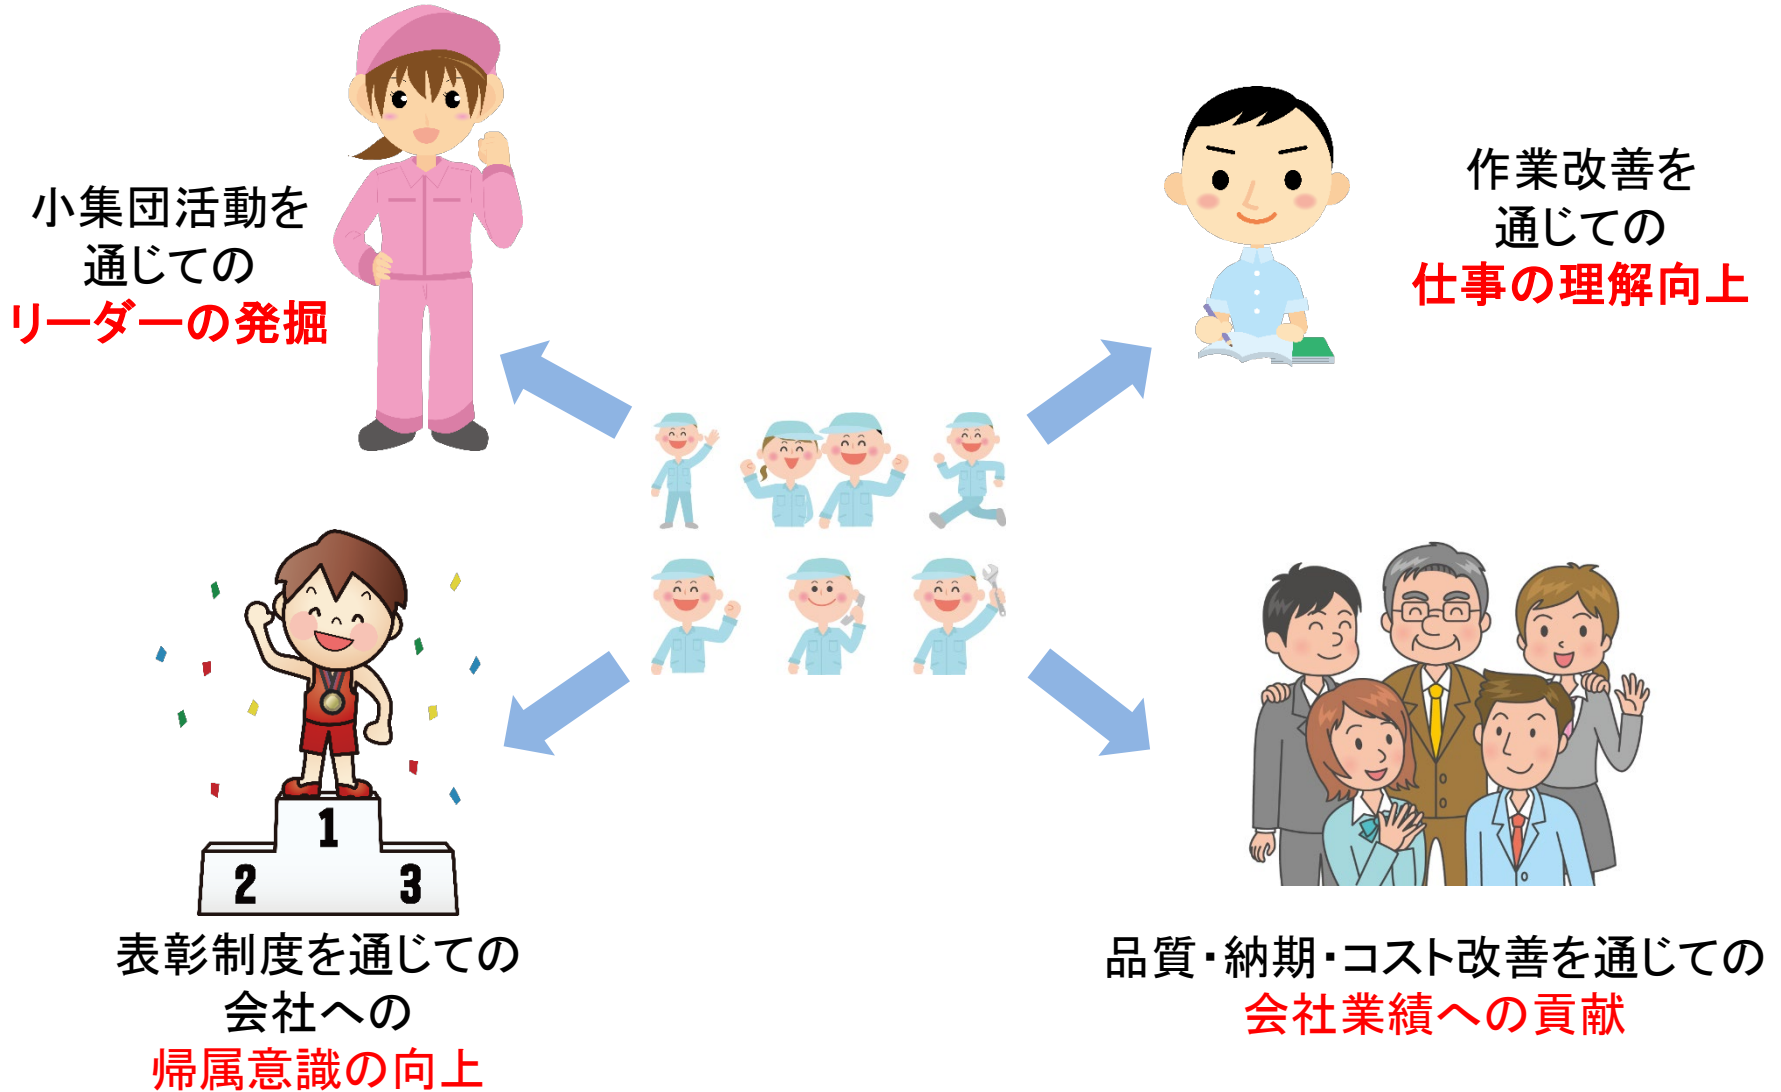 小集団活動を
通じての
リーダーの発掘
作業改善を
通じての
仕事の理解向上
1
2
3
表彰制度を通じての
会社への
帰属意識の向上
品質・納期・コスト改善を通じての
会社業績への貢献